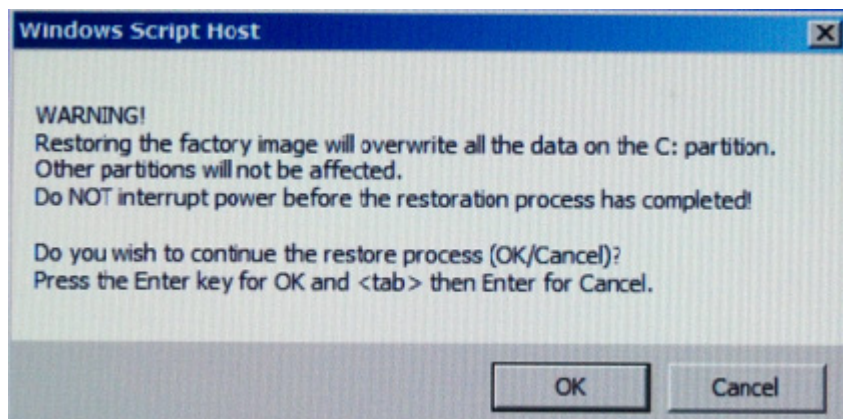 Windows Script Host
WARNING!
Restoring the factory image will overwrite all the data on the C: partition.
Other partitions will not be affected.
Do NOT interrupt power before the restoration process has completed!
Do you wish to continue the restore process (OK/Cancel)?
Press the Enter key for OK and <tab> then Enter for Cancel.
OK
Cancel